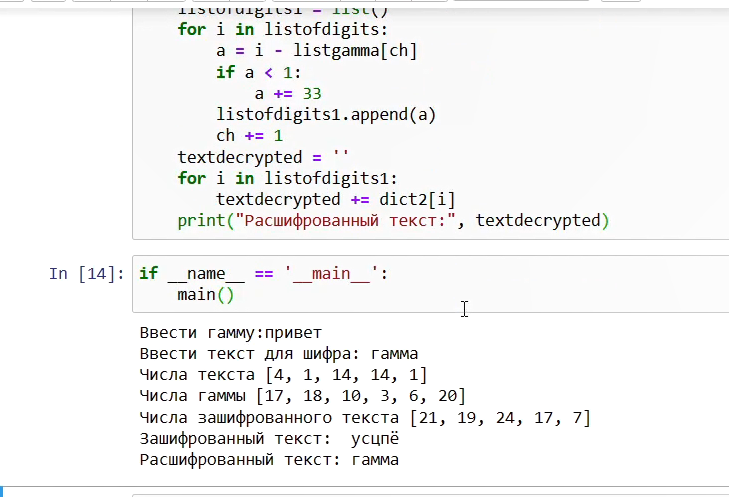 listofdigits1 = list()
for i in listofdigits:
a = i - listgamma[ch]
if a < 1:
a += 33
listofdigits1.append(a)
ch += 1
textdecrypted = ''
for i in listofdigits1:
textdecrypted += dict2[i]
print("Расшифрованный текст:", textdecrypted)
In [14]: if __name__ == '__main__':
main()
Ввести гамму:привет
Ввести текст для шифра: гамма
Числа текста [4, 1, 14, 14, 1]
Числа гаммы [17, 18, 10, 3, 6, 20]
Числа зашифрованного текста [21, 19, 24, 17, 7]
Зашифрованный текст:  усцпё
Расшифрованный текст: гамма